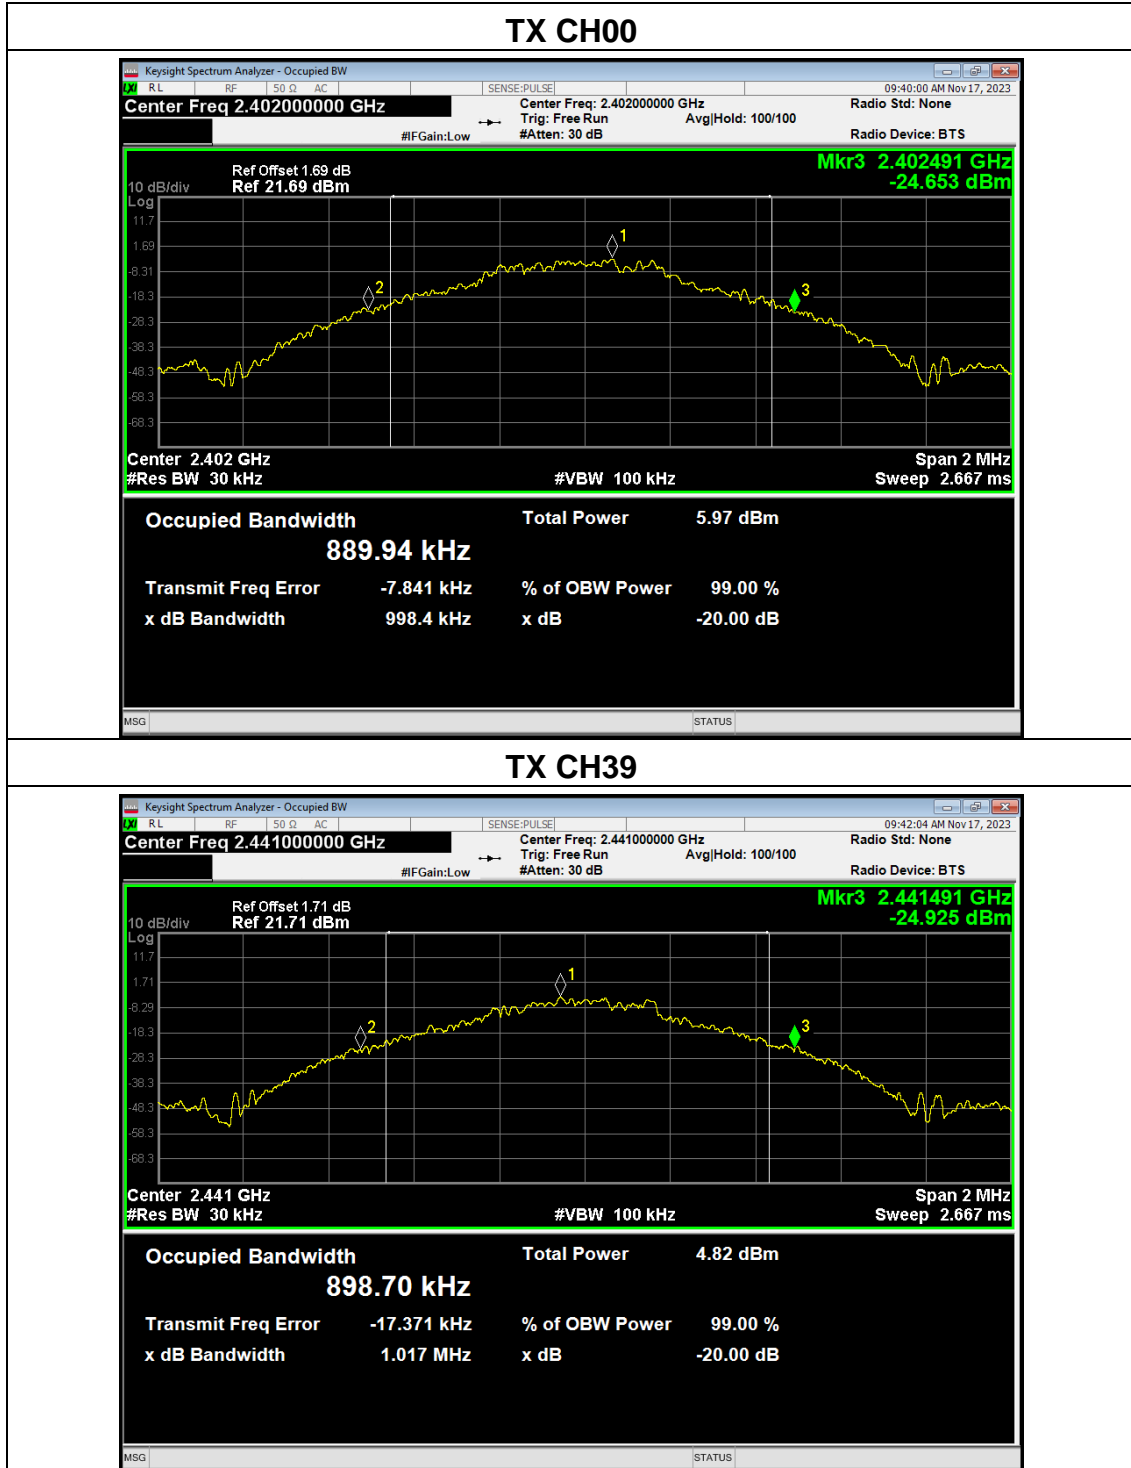 TX CH00
Keysight Spectrum Analyzer - Occupied BW
LXI RL RF 50 Ω AC SENSE:PULSE 09:40:00 AM Nov 17, 2023
Center Freq 2.402000000 GHz Center Freq: 2.402000000 GHz Radio Std: None
Trig: Free Run Avg|Hold: 100/100
#IFGain:Low #Atten: 30 dB Radio Device: BTS
Mkr3 2.402491 GHz
-24.653 dBm
Ref Offset 1.69 dB
10 dB/div Ref 21.69 dBm
Log
11.7
1.69
-8.31
-18.3
-28.3
-38.3
-48.3
-58.3
-68.3
1
2
3
Center 2.402 GHz Span 2 MHz
#Res BW 30 kHz #VBW 100 kHz Sweep 2.667 ms
Occupied Bandwidth Total Power 5.97 dBm
889.94 kHz
Transmit Freq Error -7.841 kHz % of OBW Power 99.00 %
x dB Bandwidth 998.4 kHz x dB -20.00 dB
MSG STATUS
TX CH39
Keysight Spectrum Analyzer - Occupied BW
LXI RL RF 50 Ω AC SENSE:PULSE 09:42:04 AM Nov 17, 2023
Center Freq 2.441000000 GHz Center Freq: 2.441000000 GHz Radio Std: None
Trig: Free Run Avg|Hold: 100/100
#IFGain:Low #Atten: 30 dB Radio Device: BTS
Mkr3 2.441491 GHz
-24.925 dBm
Ref Offset 1.71 dB
10 dB/div Ref 21.71 dBm
Log
11.7
1.71
-8.29
-18.3
-28.3
-38.3
-48.3
-58.3
-68.3
1
2
3
Center 2.441 GHz Span 2 MHz
#Res BW 30 kHz #VBW 100 kHz Sweep 2.667 ms
Occupied Bandwidth Total Power 4.82 dBm
898.70 kHz
Transmit Freq Error -17.371 kHz % of OBW Power 99.00 %
x dB Bandwidth 1.017 MHz x dB -20.00 dB
MSG STATUS